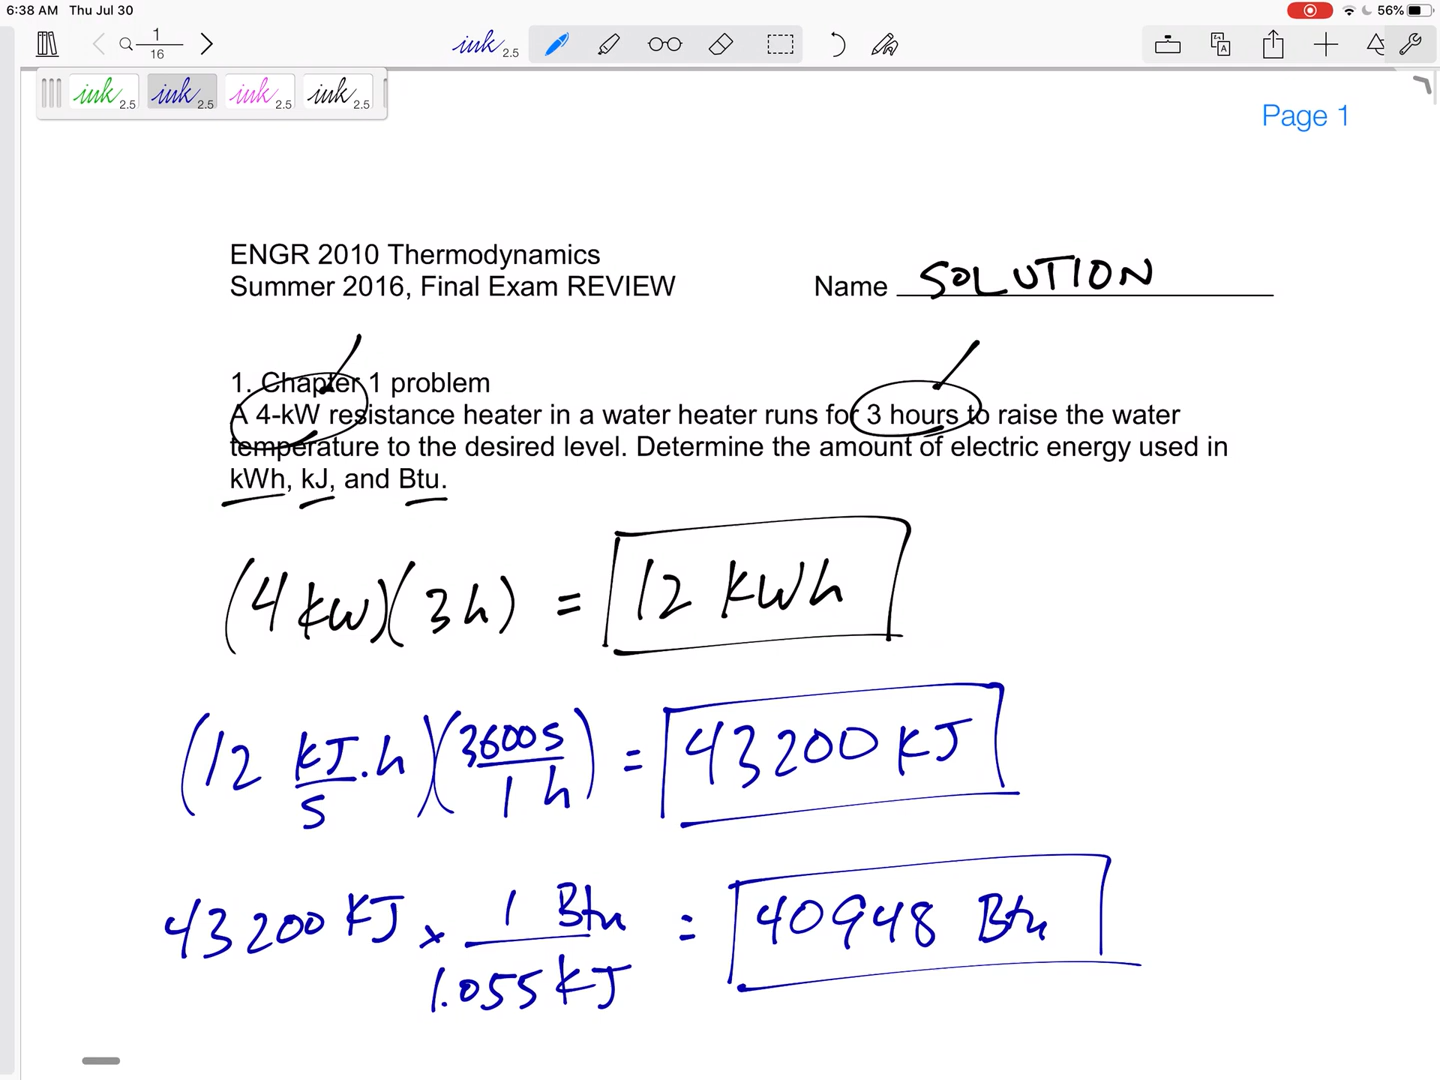 6:38 AM Thu Jul 30
56%
1
16
ink 2.5
ink 2.5
ink 2.5
ink 2.5
ink 2.5
Page 1
ENGR 2010 Thermodynamics
Summer 2016, Final Exam REVIEW
Name SOLUTION
1. Chapter 1 problem
A 4-kW resistance heater in a water heater runs for 3 hours to raise the water
temperature to the desired level. Determine the amount of electric energy used in
kWh, kJ, and Btu.
(4 kW)(3 h) = 12 kWh
(12 kJ/s · h)(3600 s/1 h) = 43200 kJ
43200 kJ × 1 Btu/1.055 kJ = 40948 Btu